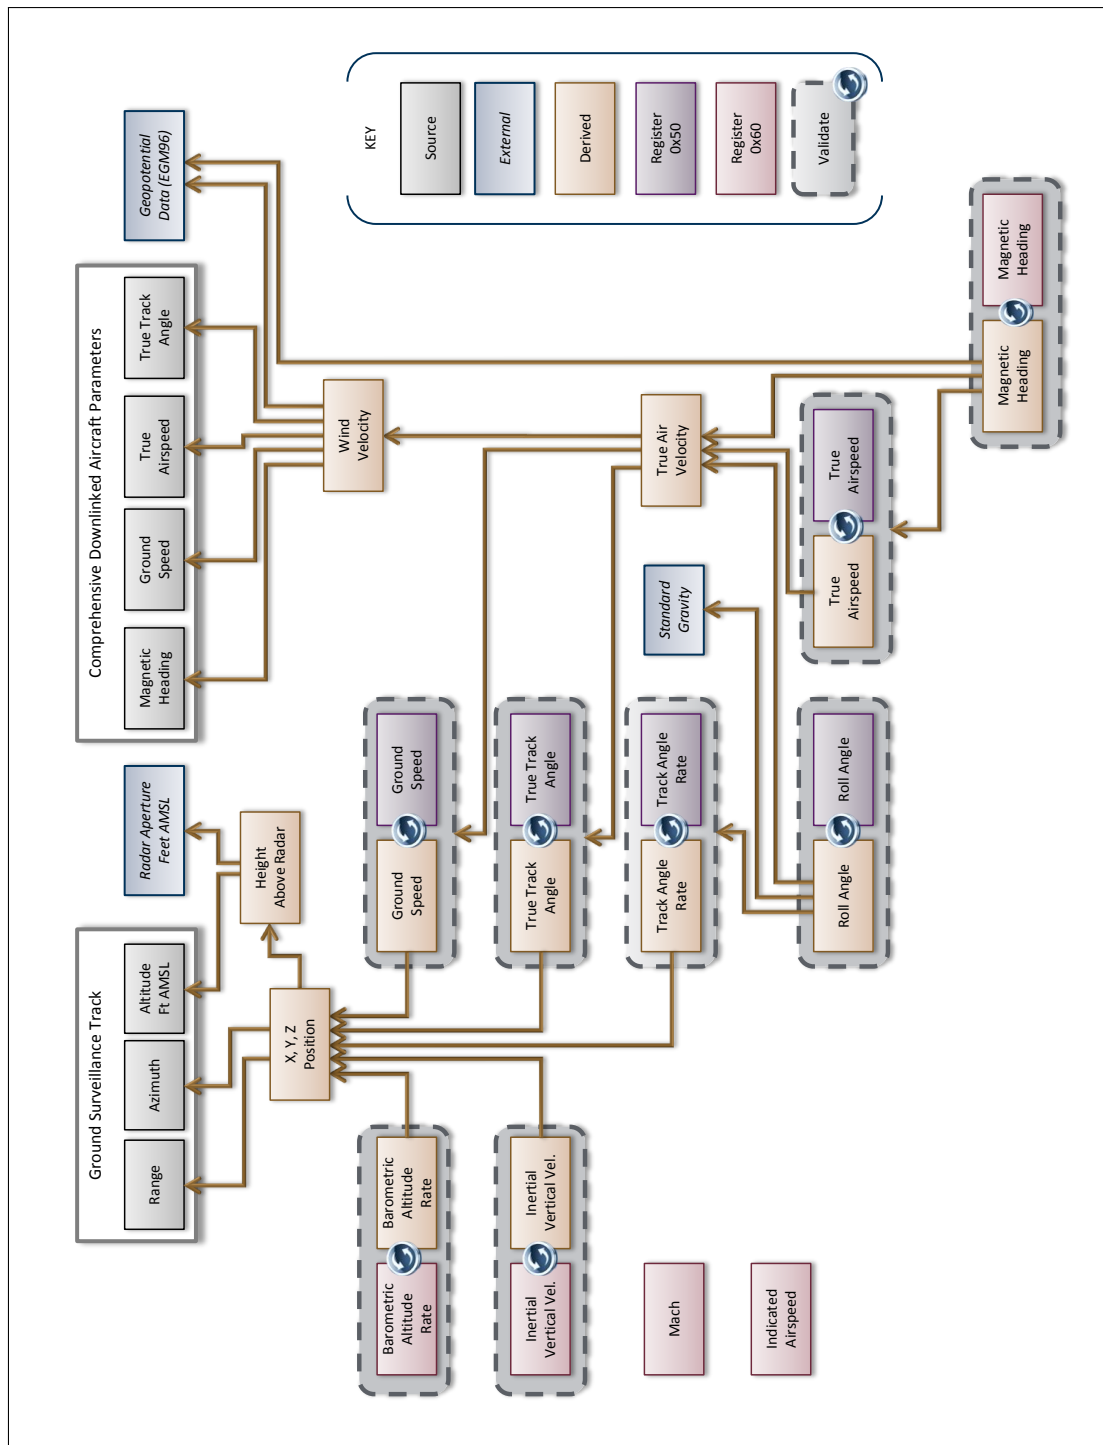 Ground Surveillance Track
Range
Azimuth
Altitude
Ft AMSL
Radar Aperture
Feet AMSL
Comprehensive Downlinked Aircraft Parameters
Magnetic
Heading
Ground
Speed
True
Airspeed
True Track
Angle
Geopotential
Data (EGM96)
X, Y, Z
Position
Height
Above Radar
Wind
Velocity
Barometric
Altitude
Rate
Barometric
Altitude
Rate
Ground
Speed
Ground
Speed
Inertial
Vertical Vel.
Inertial
Vertical Vel.
True Track
Angle
True Track
Angle
Mach
Track Angle
Rate
Track Angle
Rate
Standard
Gravity
True Air
Velocity
Indicated
Airspeed
Roll Angle
Roll Angle
True
Airspeed
True
Airspeed
Magnetic
Heading
Magnetic
Heading
KEY
Source
External
Derived
Register
0x50
Register
0x60
Validate